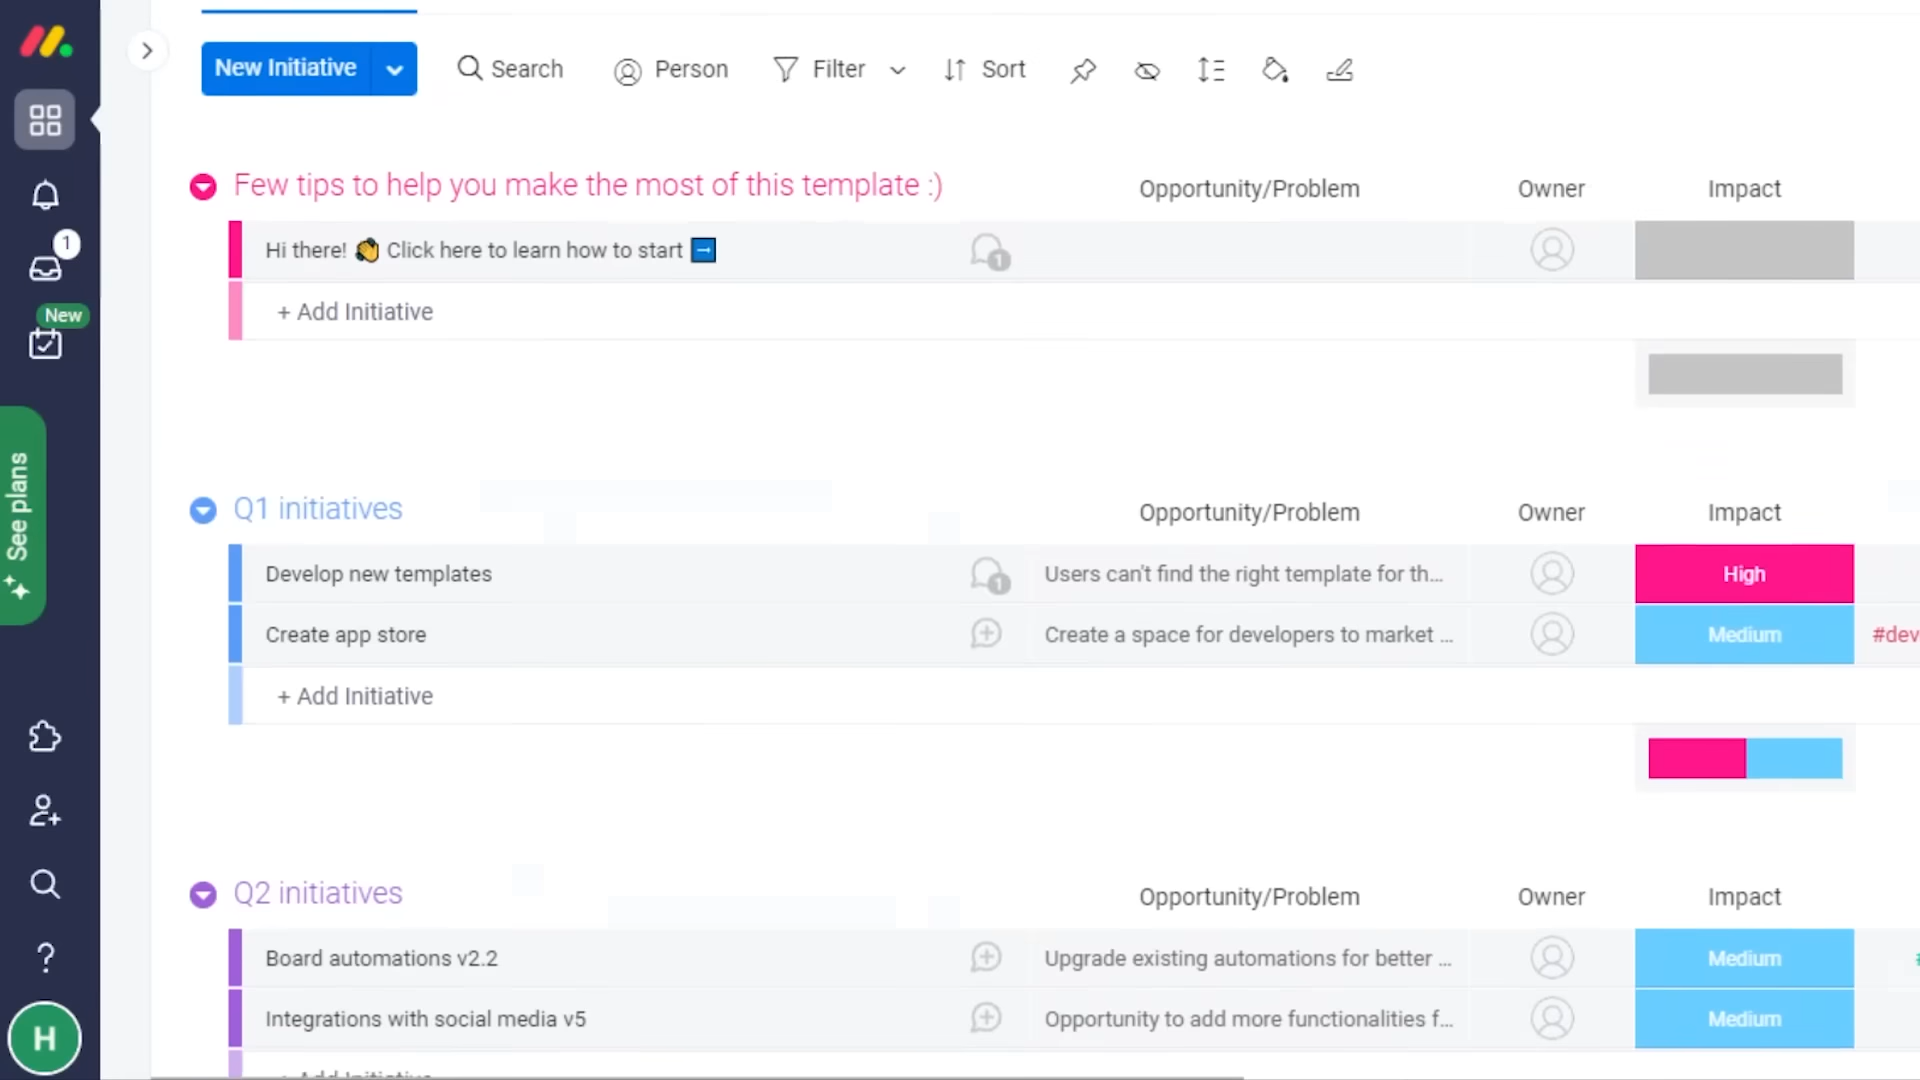 New Initiative
Search
Person
Filter
Sort
1
New
See plans
H
Few tips to help you make the most of this template :)
Opportunity/Problem
Owner
Impact
Hi there! 👋 Click here to learn how to start ➡
1
+ Add Initiative
Q1 initiatives
Opportunity/Problem
Owner
Impact
Develop new templates
1
Users can't find the right template for th...
High
Create app store
Create a space for developers to market ...
Medium
#dev
+ Add Initiative
Q2 initiatives
Opportunity/Problem
Owner
Impact
Board automations v2.2
Upgrade existing automations for better ...
Medium
#
Integrations with social media v5
Opportunity to add more functionalities f...
Medium
+ Add Initiative